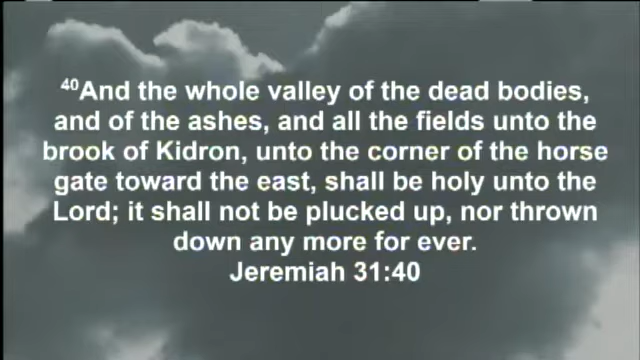 ⁴⁰And the whole valley of the dead bodies,
and of the ashes, and all the fields unto the
brook of Kidron, unto the corner of the horse
gate toward the east, shall be holy unto the
Lord; it shall not be plucked up, nor thrown
down any more for ever.
Jeremiah 31:40